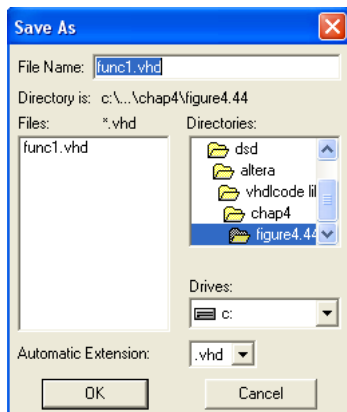 Save As
File Name: func1.vhd
Directory is: c:\...\chap4\figure4.44
Files: *.vhd Directories:
func1.vhd
dsd
altera
vhdlcode lil
chap4
figure4.44
Drives:
c:
Automatic Extension: .vhd
OK Cancel